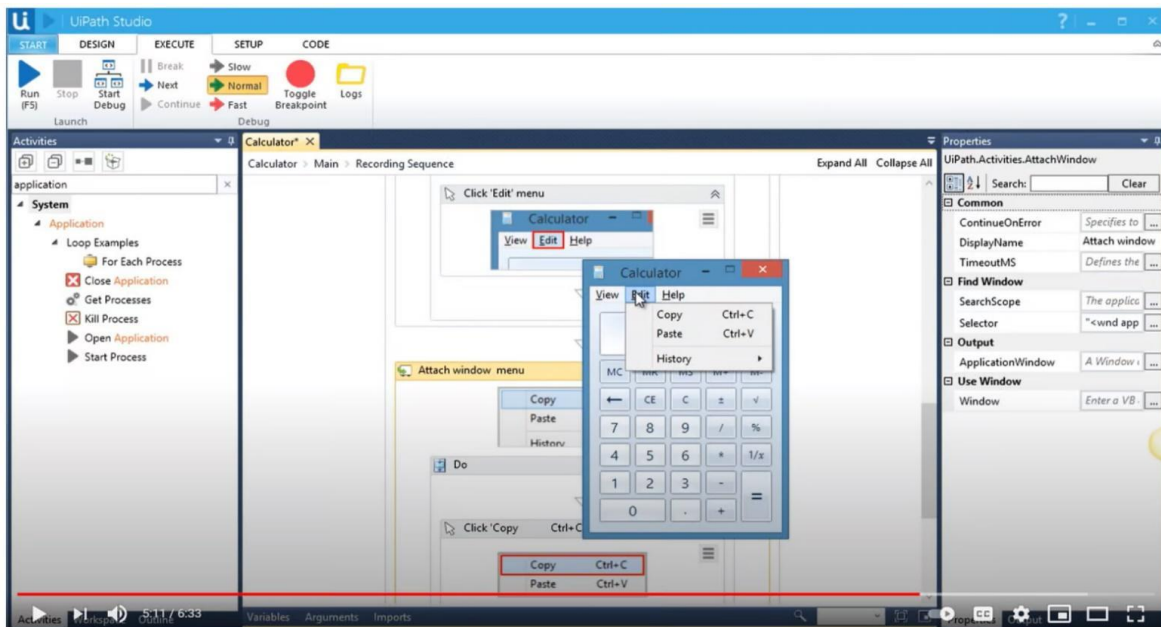 Ui UiPath Studio
START DESIGN EXECUTE SETUP CODE
Run (F5)
Stop
Start Debug
Break
Next
Continue
Slow
Normal
Fast
Toggle Breakpoint
Logs
Launch
Debug
Activities
application
System
Application
Loop Examples
For Each Process
Close Application
Get Processes
Kill Process
Open Application
Start Process
Calculator*
Calculator > Main > Recording Sequence
Expand All Collapse All
Click 'Edit' menu
Calculator
View Edit Help
Attach window menu
Copy
Paste
History
Do
Click 'Copy Ctrl+C
Copy Ctrl+C
Paste Ctrl+V
Calculator
View Edit Help
Copy Ctrl+C
Paste Ctrl+V
History
MC
← CE C ± √
7 8 9 / %
4 5 6 * 1/x
1 2 3 - =
0 . +
Properties
UiPath.Activities.AttachWindow
Search: Clear
Common
ContinueOnError Specifies to ...
DisplayName Attach window
TimeoutMS Defines the ...
Find Window
SearchScope The applica ...
Selector "<wnd app ...
Output
ApplicationWindow A Window ...
Use Window
Window Enter a VB ...
Activities Outline
5:11 / 6:33
Variables Arguments Imports
CC